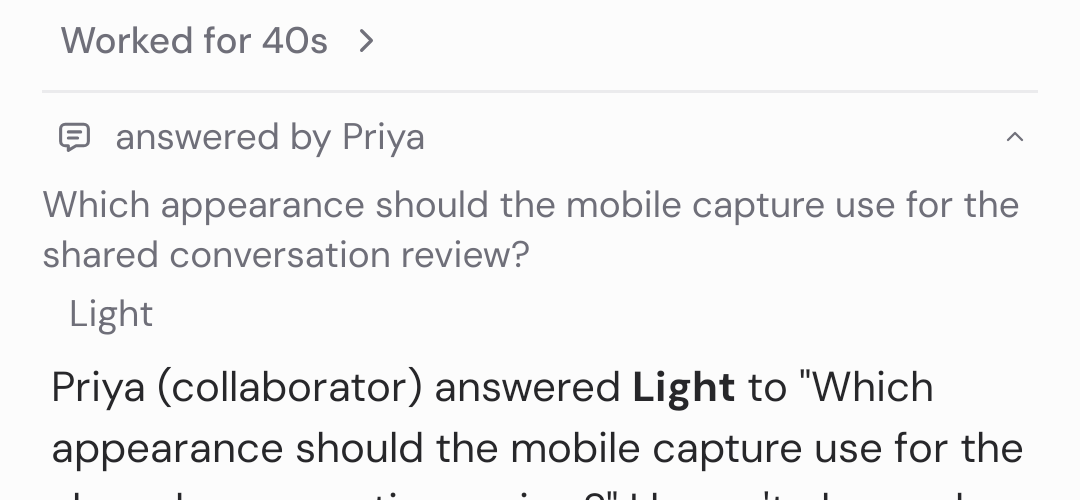 Worked for 40s
answered by Priya
Which appearance should the mobile capture use for the
shared conversation review?
Light
Priya (collaborator) answered Light to "Which
appearance should the mobile capture use for the